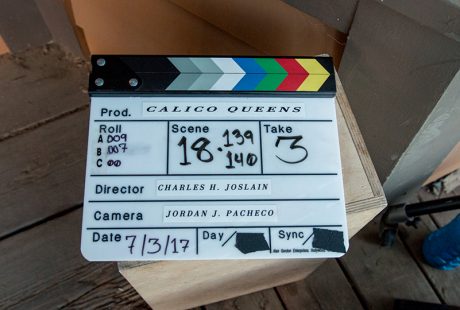 Prod. CALICO QUEENS
Roll
A 009
B 007
C 00
Scene
18. 139
140
Take
3
Director CHARLES H. JOSLAIN
Camera JORDAN J. PACHECO
Date 7/3/17 Day/ Sync/